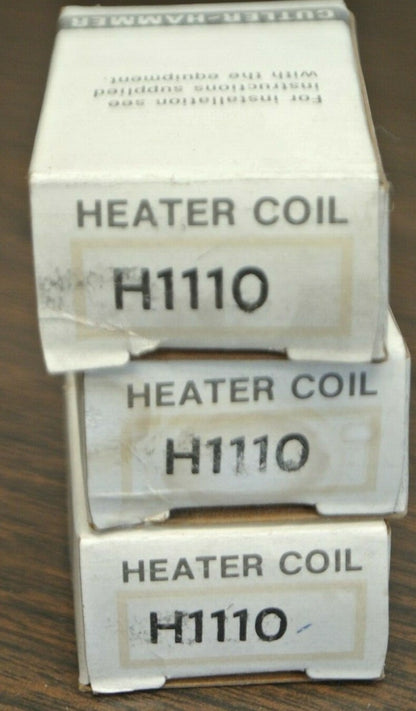 CUTLER-HAMMER
For installation see
instructions supplied
with the equipment.
HEATER COIL
H1110
HEATER COIL
H1110
HEATER COIL
H1110